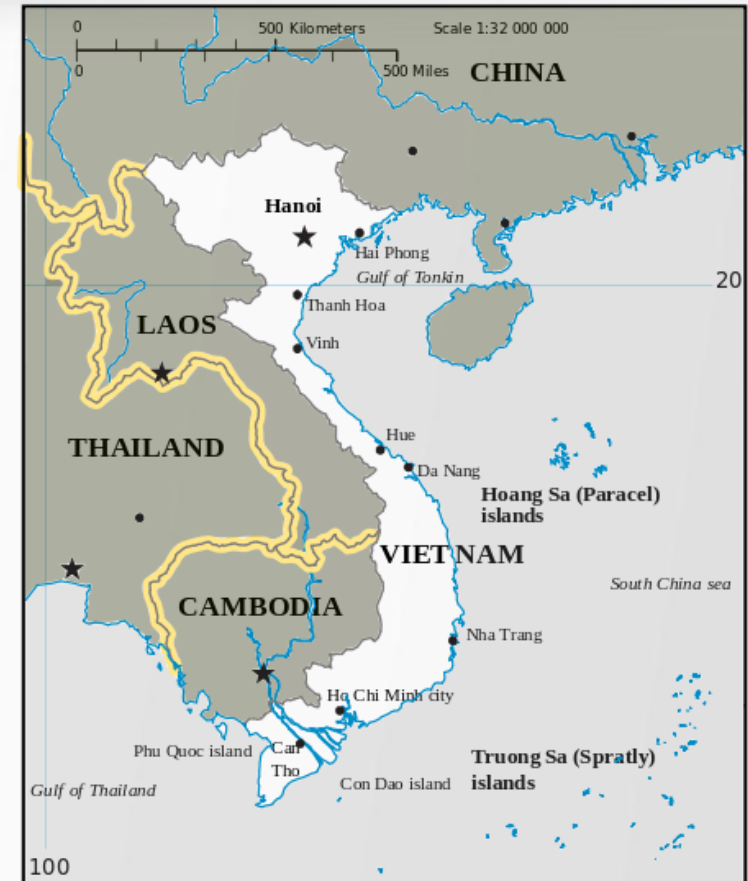 0
500 Kilometers
Scale 1:32 000 000
0
500 Miles
CHINA
Hanoi
Hai Phong
Gulf of Tonkin
20
Thanh Hoa
LAOS
Vinh
Hue
THAILAND
Da Nang
Hoang Sa (Paracel)
islands
VIET NAM
South China sea
CAMBODIA
Nha Trang
Ho Chi Minh city
Phu Quoc island
Can
Tho
Truong Sa (Spratly)
islands
Con Dao island
Gulf of Thailand
100